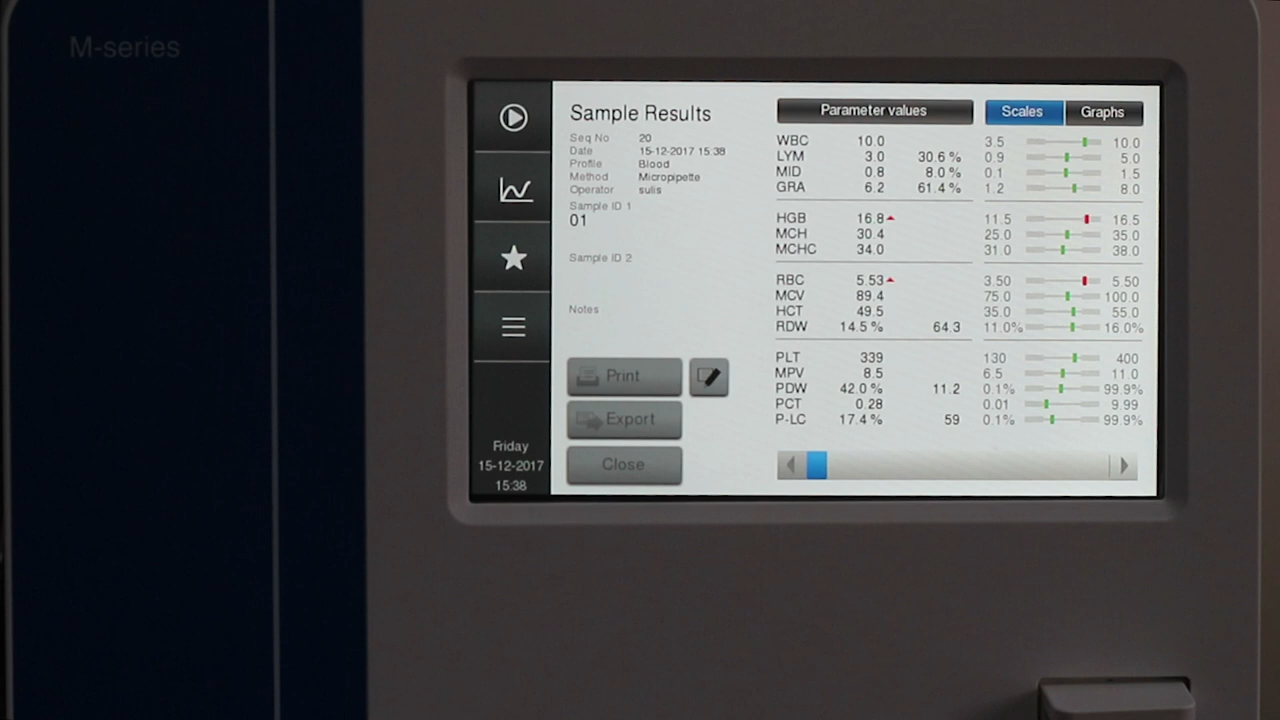 M-series
Sample Results
Seq No 20
Date 15-12-2017 15:38
Profile Blood
Method Micropipette
Operator sulis
Sample ID 1
01
Sample ID 2
Notes
Print
Export
Close
Friday
15-12-2017
15:38
Parameter values
Scales Graphs
WBC 10.0 3.5 10.0
LYM 3.0 30.6 % 0.9 5.0
MID 0.8 8.0 % 0.1 1.5
GRA 6.2 61.4 % 1.2 8.0
HGB 16.8 11.5 16.5
MCH 30.4 25.0 35.0
MCHC 34.0 31.0 38.0
RBC 5.53 3.50 5.50
MCV 89.4 75.0 100.0
HCT 49.5 35.0 55.0
RDW 14.5 % 64.3 11.0% 16.0%
PLT 339 130 400
MPV 8.5 6.5 11.0
PDW 42.0 % 11.2 0.1% 99.9%
PCT 0.28 0.01 9.99
P-LC 17.4 % 59 0.1% 99.9%